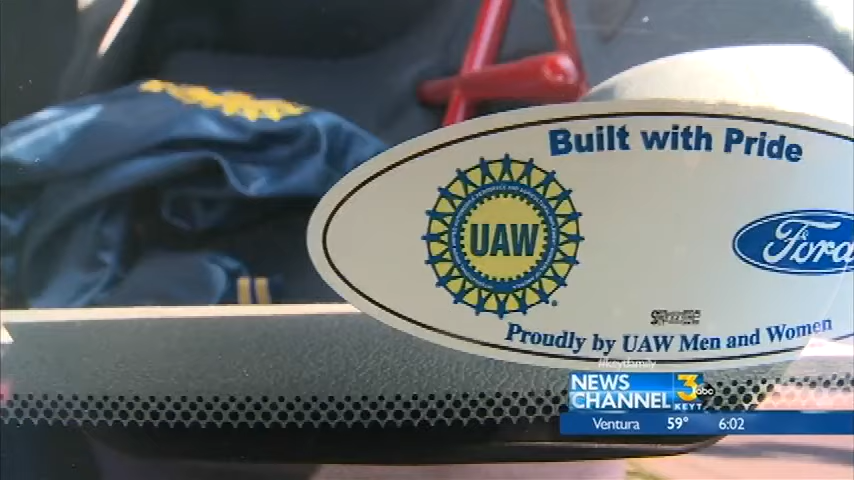 Built with Pride
UAW
Ford
Proudly by UAW Men and Women
#keytfamily
NEWS
CHANNEL 3 abc
KEYT
Ventura 59° 6:02